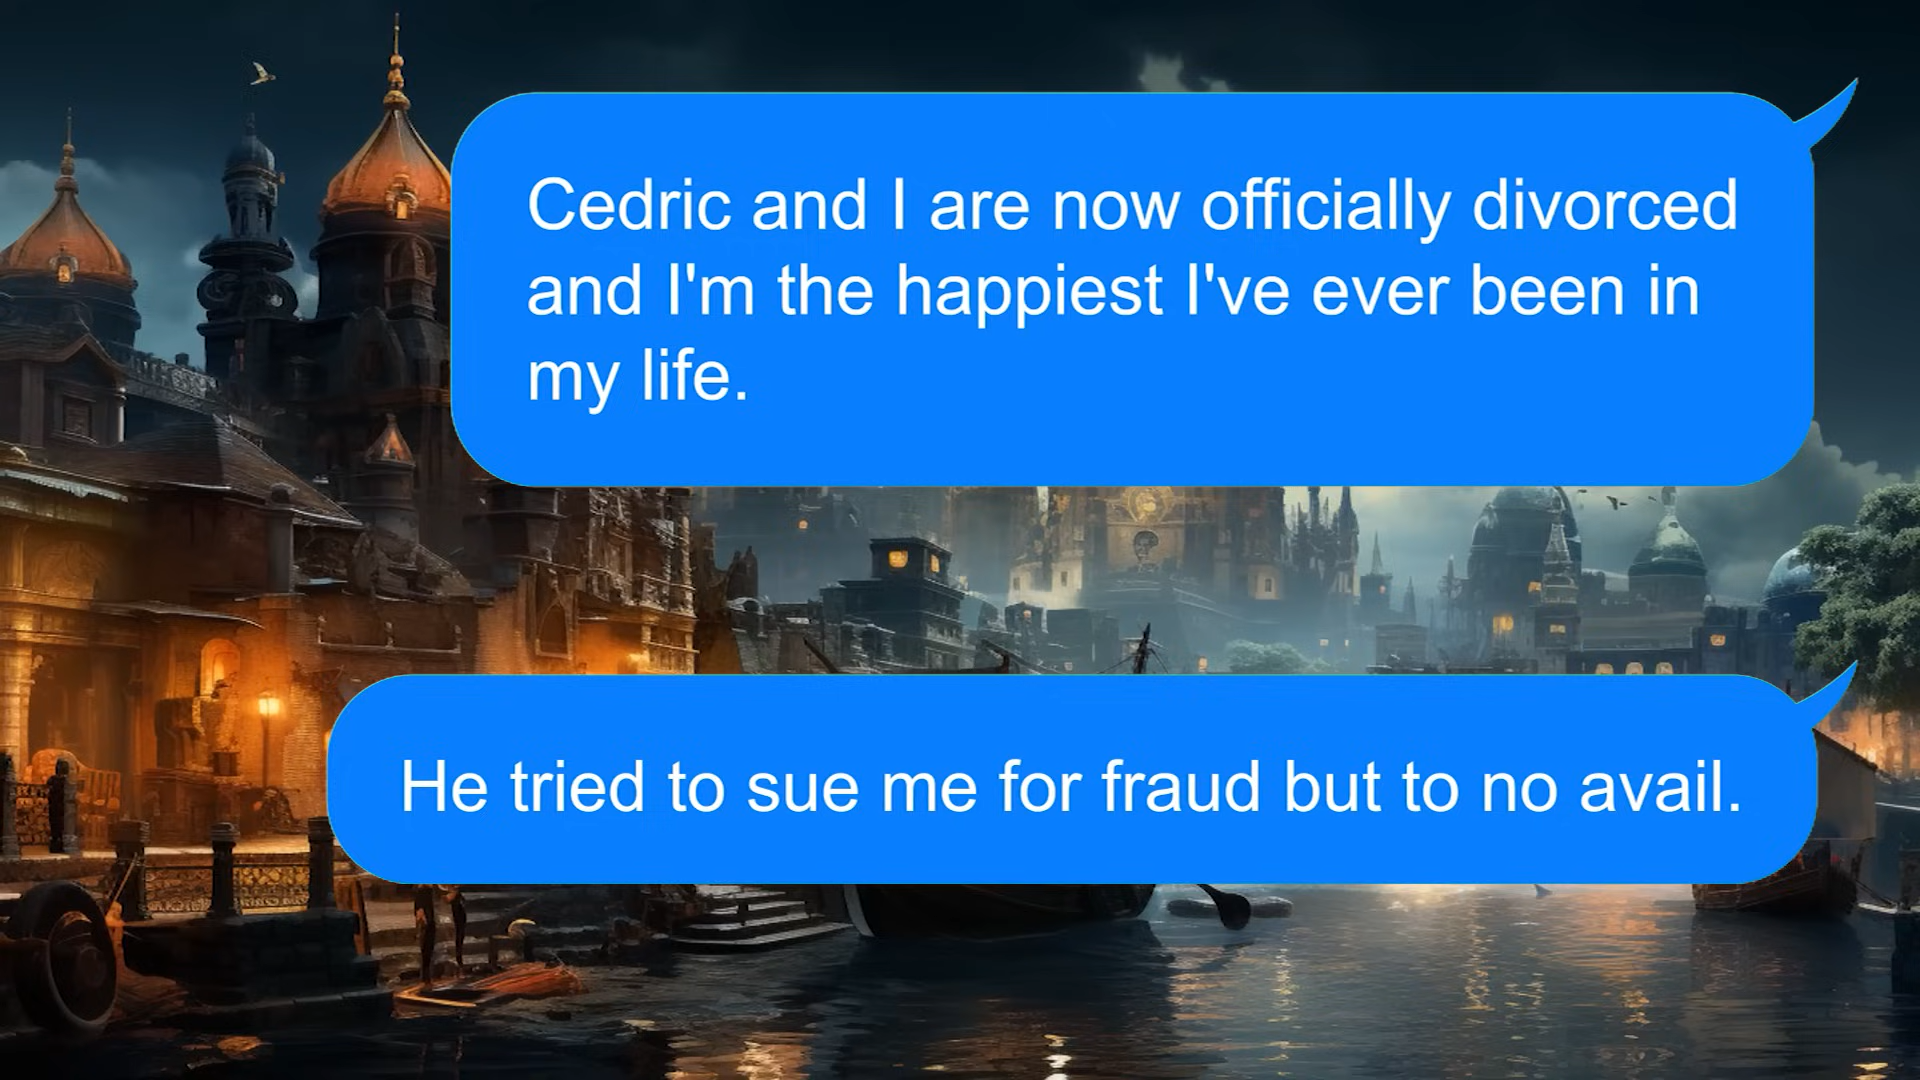 Cedric and I are now officially divorced
and I'm the happiest I've ever been in
my life.
He tried to sue me for fraud but to no avail.